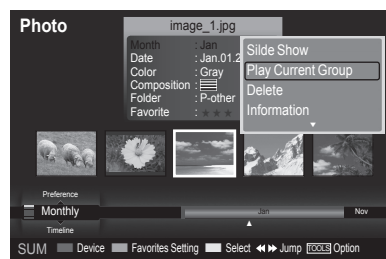 Photo
image_1.jpg
Month : Jan
Date : Jan.01.2
Color : Gray
Composition :
Folder : P-other
Favorite : ★ ★ ★
Silde Show
Play Current Group
Delete
Information
Preference
Monthly
Timeline
Jan
Nov
SUM Device Favorites Setting Select Jump TOOLS Option